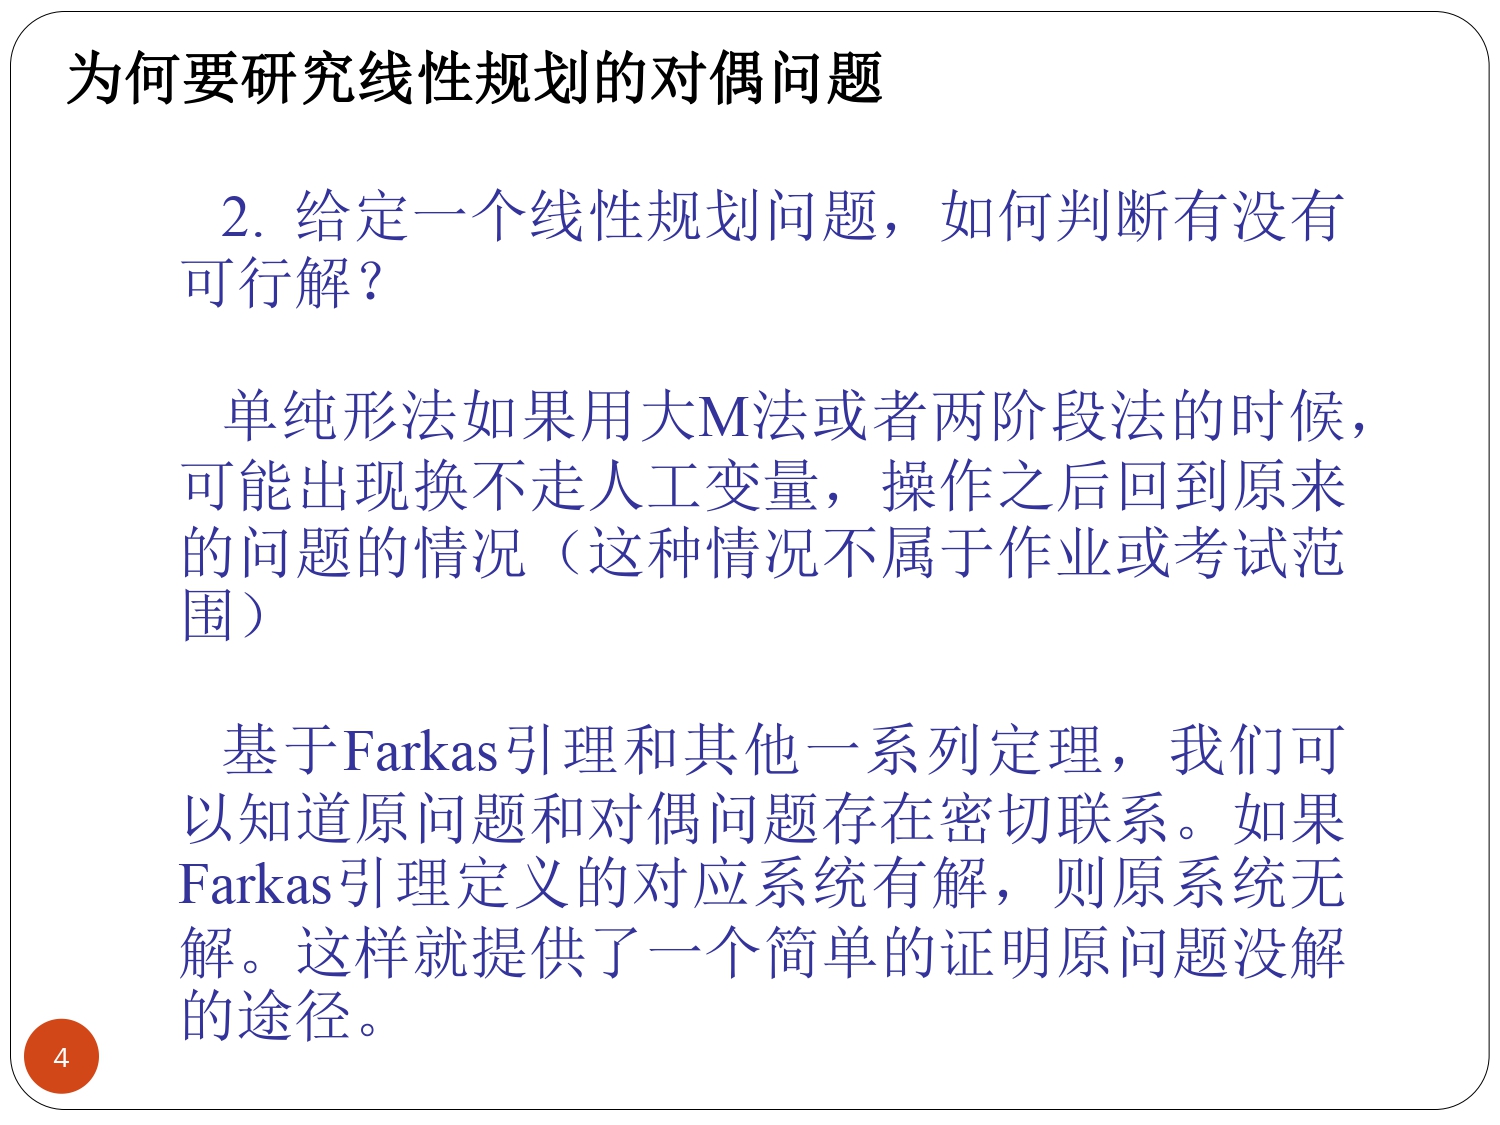 为何要研究线性规划的对偶问题
2. 给定一个线性规划问题，如何判断有没有
可行解？
单纯形法如果用大M法或者两阶段法的时候，
可能出现换不走人工变量，操作之后回到原来
的问题的情况（这种情况不属于作业或考试范
围）
基于Farkas引理和其他一系列定理，我们可
以知道原问题和对偶问题存在密切联系。如果
Farkas引理定义的对应系统有解，则原系统无
解。这样就提供了一个简单的证明原问题没解
的途径。
4